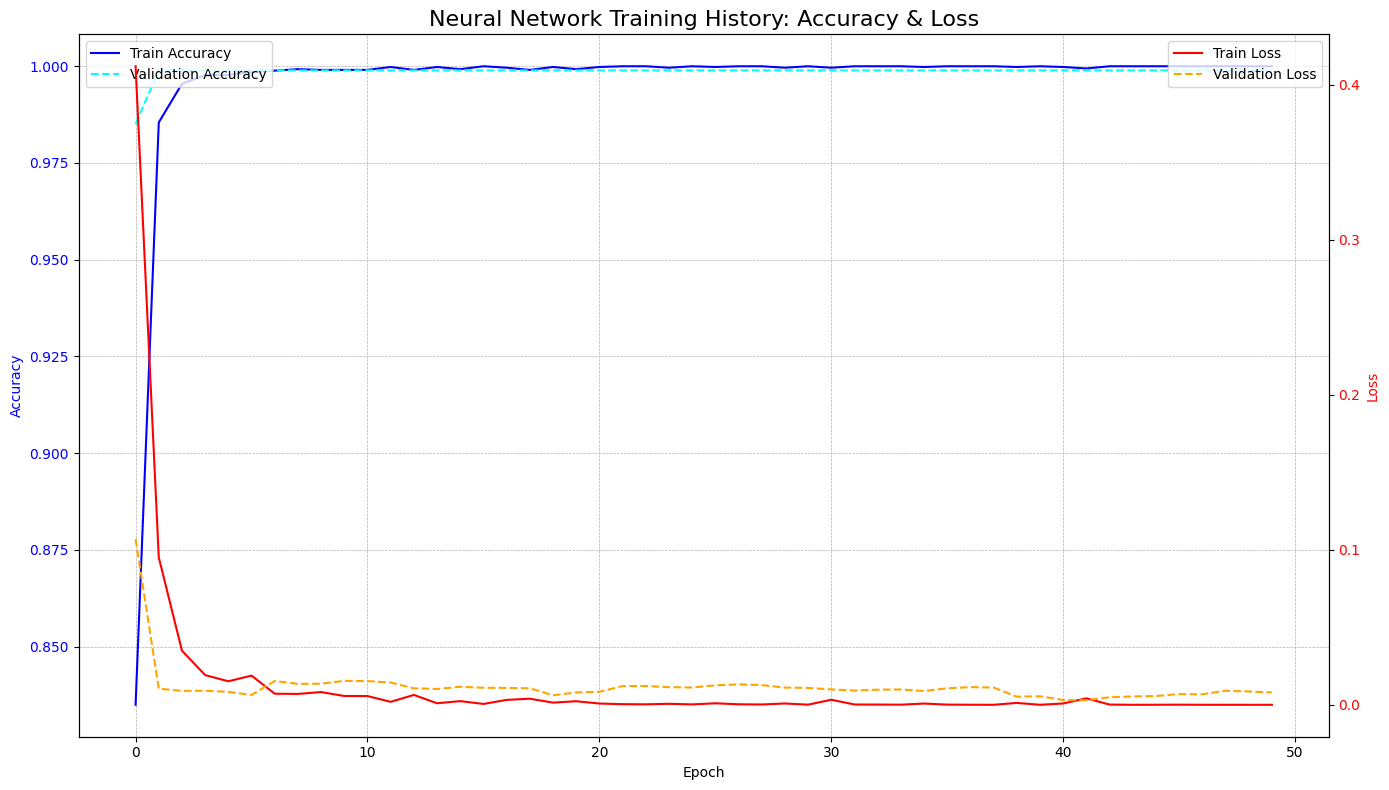 Neural Network Training History: Accuracy & Loss
Train Accuracy
Validation Accuracy
Train Loss
Validation Loss
1.000
0.975
0.950
0.925
0.900
0.875
0.850
Accuracy
0.4
0.3
0.2
0.1
0.0
Loss
0
10
20
30
40
50
Epoch